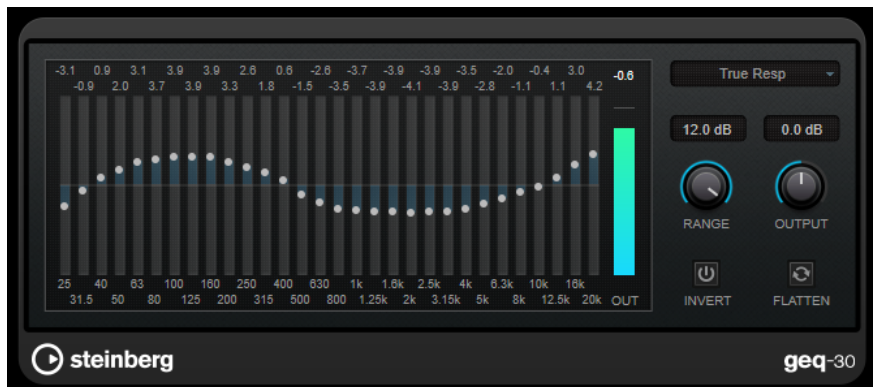 -3.1 0.9 3.1 3.9 3.9 2.6 0.6 -2.6 -3.7 -3.9 -3.9 -3.5 -2.0 -0.4 3.0 -0.6
-0.9 2.0 3.7 3.9 3.3 1.8 -1.5 -3.5 -3.9 -4.1 -3.9 -2.8 -1.1 1.1 4.2
True Resp
12.0 dB 0.0 dB
RANGE OUTPUT
25 40 63 100 160 250 400 630 1k 1.6k 2.5k 4k 6.3k 10k 16k
31.5 50 80 125 200 315 500 800 1.25k 2k 3.15k 5k 8k 12.5k 20k OUT
INVERT FLATTEN
steinberg geq-30